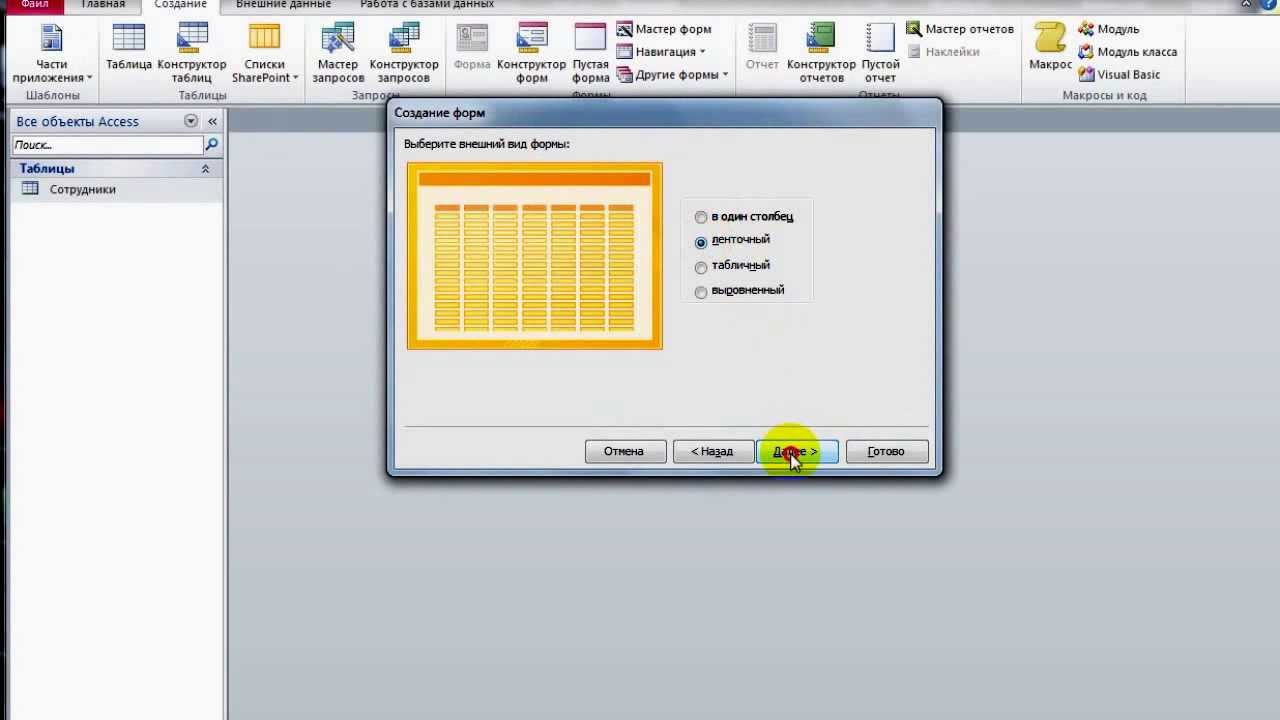 Файл Главная Создание Внешние данные Работа с базами данных
Части приложения
Таблица
Конструктор таблиц
Списки SharePoint
Мастер запросов
Конструктор запросов
Форма
Конструктор форм
Пустая форма
Мастер форм
Навигация
Другие формы
Отчет
Конструктор отчетов
Пустой отчет
Мастер отчетов
Наклейки
Макрос
Модуль
Модуль класса
Visual Basic
Шаблоны Таблицы Запросы Формы Отчеты Макросы и код
Все объекты Access «
Поиск...
Таблицы
Сотрудники
Создание форм
Выберите внешний вид формы:
в один столбец
ленточный
табличный
выровненный
Отмена < Назад Далее > Готово